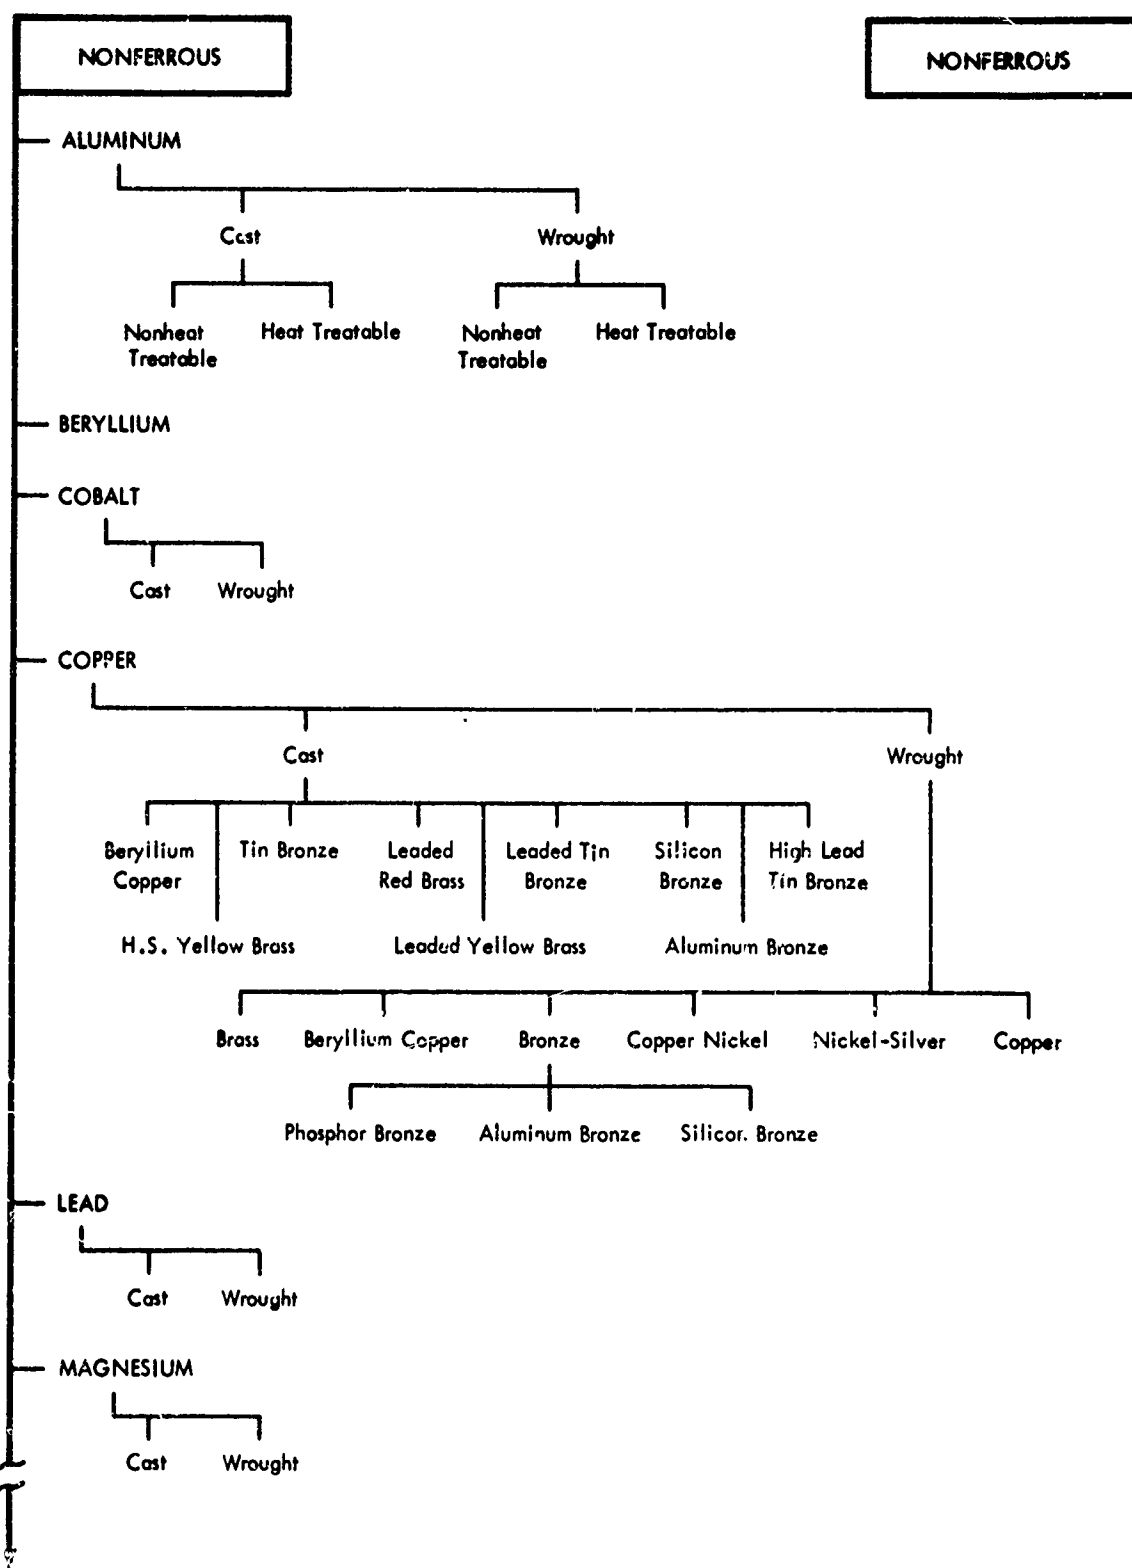 NONFERROUS
NONFERROUS
ALUMINUM
Cast
Wrought
Nonheat
Treatable
Heat Treatable
Nonheat
Treatable
Heat Treatable
BERYLLIUM
COBALT
Cast
Wrought
COPPER
Cast
Wrought
Beryllium
Copper
Tin Bronze
Leaded
Red Brass
Leaded Tin
Bronze
Silicon
Bronze
High Lead
Tin Bronze
H.S. Yellow Brass
Leaded Yellow Brass
Aluminum Bronze
Brass
Beryllium Copper
Bronze
Copper Nickel
Nickel-Silver
Copper
Phosphor Bronze
Aluminum Bronze
Silicon Bronze
LEAD
Cast
Wrought
MAGNESIUM
Cast
Wrought